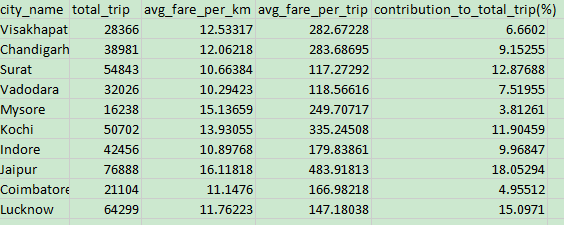 city_name total_trip avg_fare_per_km avg_fare_per_trip contribution_to_total_trip(%)
Visakhapat 28366 12.53317 282.67228 6.6602
Chandigarh 38981 12.06218 283.68695 9.15255
Surat 54843 10.66384 117.27292 12.87688
Vadodara 32026 10.29423 118.56616 7.51955
Mysore 16238 15.13659 249.70717 3.81261
Kochi 50702 13.93055 335.24508 11.90459
Indore 42456 10.89768 179.83861 9.96847
Jaipur 76888 16.11818 483.91813 18.05294
Coimbatore 21104 11.1476 166.98218 4.95512
Lucknow 64299 11.76223 147.18038 15.0971